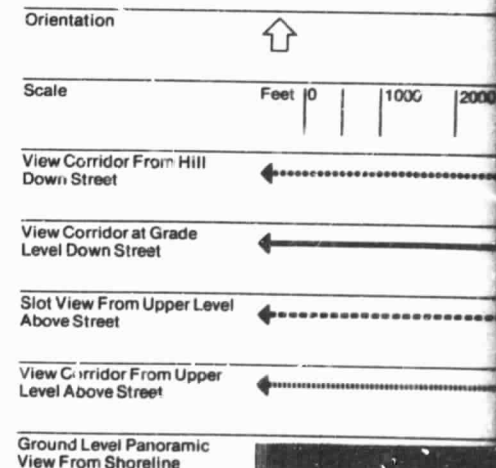 Orientation
Scale
Feet 0 1000 2000
View Corridor From Hill
Down Street
View Corridor at Grade
Level Down Street
Slot View From Upper Level
Above Street
View Corridor From Upper
Level Above Street
Ground Level Panoramic
View From Shoreline